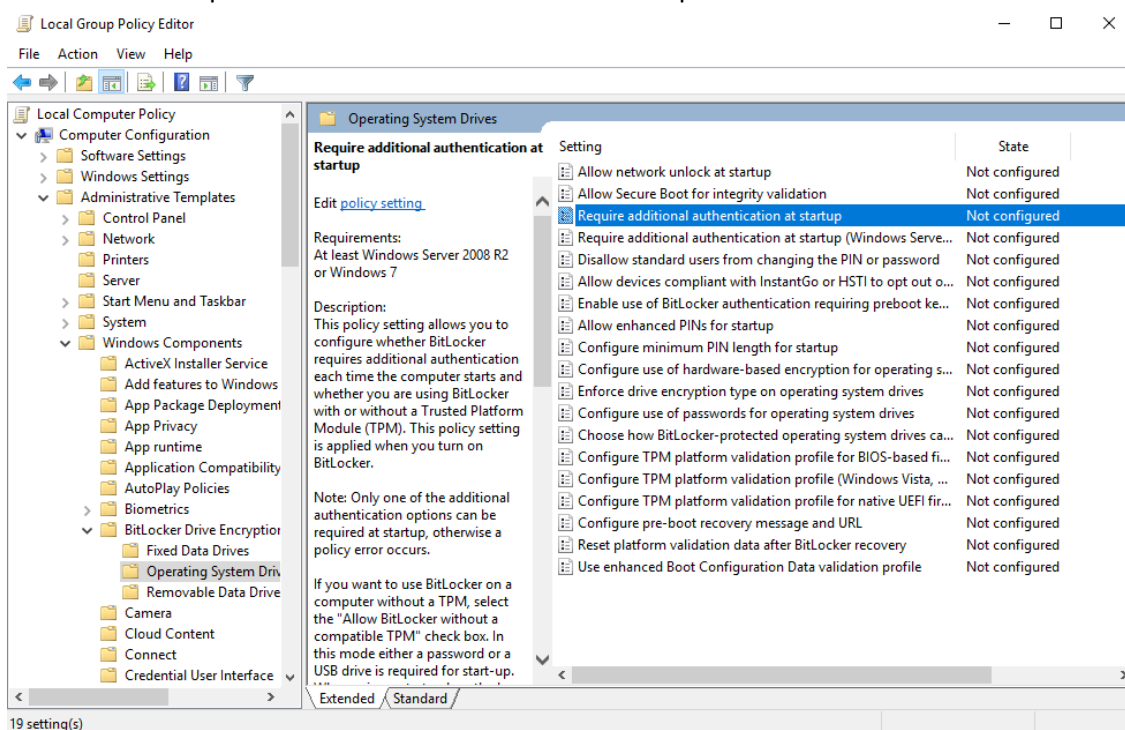 Local Group Policy Editor
File Action View Help
Local Computer Policy
Computer Configuration
Software Settings
Windows Settings
Administrative Templates
Control Panel
Network
Printers
Server
Start Menu and Taskbar
System
Windows Components
ActiveX Installer Service
Add features to Windows
App Package Deployment
App Privacy
App runtime
Application Compatibility
AutoPlay Policies
Biometrics
BitLocker Drive Encryption
Fixed Data Drives
Operating System Driv
Removable Data Drive
Camera
Cloud Content
Connect
Credential User Interface
Operating System Drives
Require additional authentication at
startup
Edit policy setting
Requirements:
At least Windows Server 2008 R2
or Windows 7
Description:
This policy setting allows you to
configure whether BitLocker
requires additional authentication
each time the computer starts and
whether you are using BitLocker
with or without a Trusted Platform
Module (TPM). This policy setting
is applied when you turn on
BitLocker.
Note: Only one of the additional
authentication options can be
required at startup, otherwise a
policy error occurs.
If you want to use BitLocker on a
computer without a TPM, select
the "Allow BitLocker without a
compatible TPM" check box. In
this mode either a password or a
USB drive is required for start-up.
Setting State
Allow network unlock at startup Not configured
Allow Secure Boot for integrity validation Not configured
Require additional authentication at startup Not configured
Require additional authentication at startup (Windows Serve... Not configured
Disallow standard users from changing the PIN or password Not configured
Allow devices compliant with InstantGo or HSTI to opt out o... Not configured
Enable use of BitLocker authentication requiring preboot ke... Not configured
Allow enhanced PINs for startup Not configured
Configure minimum PIN length for startup Not configured
Configure use of hardware-based encryption for operating s... Not configured
Enforce drive encryption type on operating system drives Not configured
Configure use of passwords for operating system drives Not configured
Choose how BitLocker-protected operating system drives ca... Not configured
Configure TPM platform validation profile for BIOS-based fi... Not configured
Configure TPM platform validation profile (Windows Vista, ... Not configured
Configure TPM platform validation profile for native UEFI fir... Not configured
Configure pre-boot recovery message and URL Not configured
Reset platform validation data after BitLocker recovery Not configured
Use enhanced Boot Configuration Data validation profile Not configured
Extended Standard
19 setting(s)